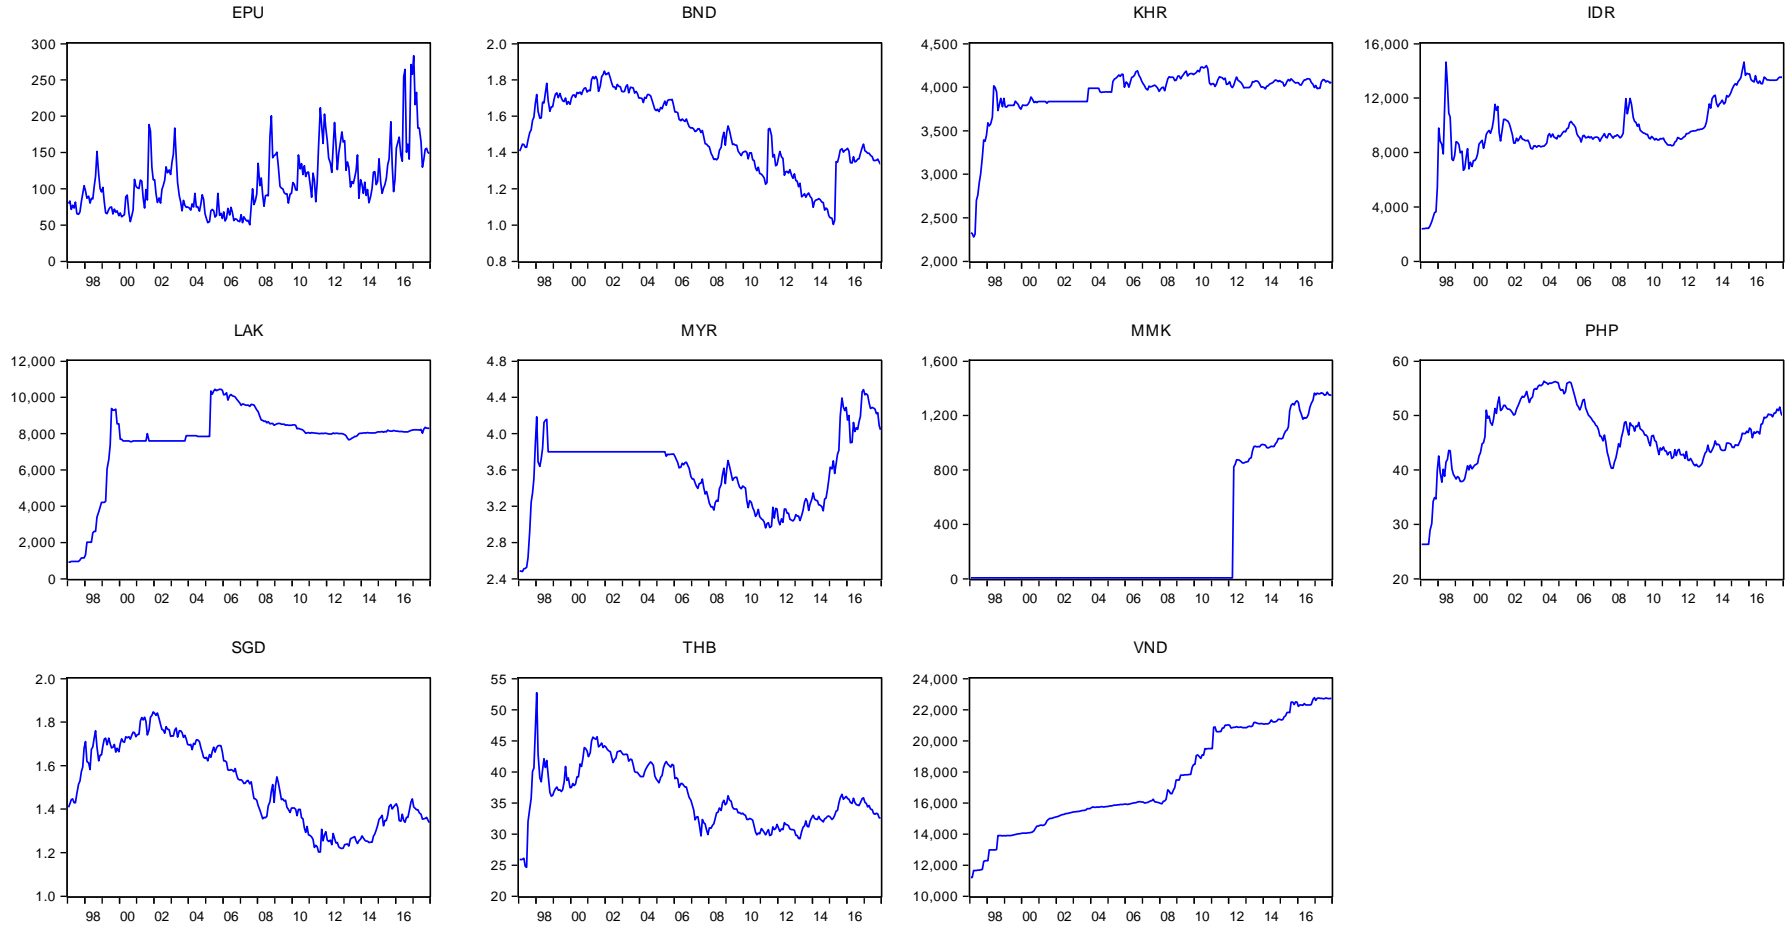 EPU BND KHR IDR
300 2.0 4,500 16,000
250 1.8 4,000 12,000
200 1.6 3,500 8,000
150 1.4 3,000 4,000
100 1.2 2,500 0
50 1.0 2,000
0 0.8
98 00 02 04 06 08 10 12 14 16 98 00 02 04 06 08 10 12 14 16 98 00 02 04 06 08 10 12 14 16 98 00 02 04 06 08 10 12 14 16
LAK MYR MMK PHP
12,000 4.8 1,600 60
10,000 4.4 1,200 50
8,000 4.0 800 40
6,000 3.6 400 30
4,000 3.2 0 20
2,000 2.8
0 2.4
98 00 02 04 06 08 10 12 14 16 98 00 02 04 06 08 10 12 14 16 98 00 02 04 06 08 10 12 14 16 98 00 02 04 06 08 10 12 14 16
SGD THB VND
2.0 55 24,000
1.8 50 22,000
1.6 45 20,000
1.4 40 18,000
1.2 35 16,000
1.0 30 14,000
25 12,000
20 10,000
98 00 02 04 06 08 10 12 14 16 98 00 02 04 06 08 10 12 14 16 98 00 02 04 06 08 10 12 14 16